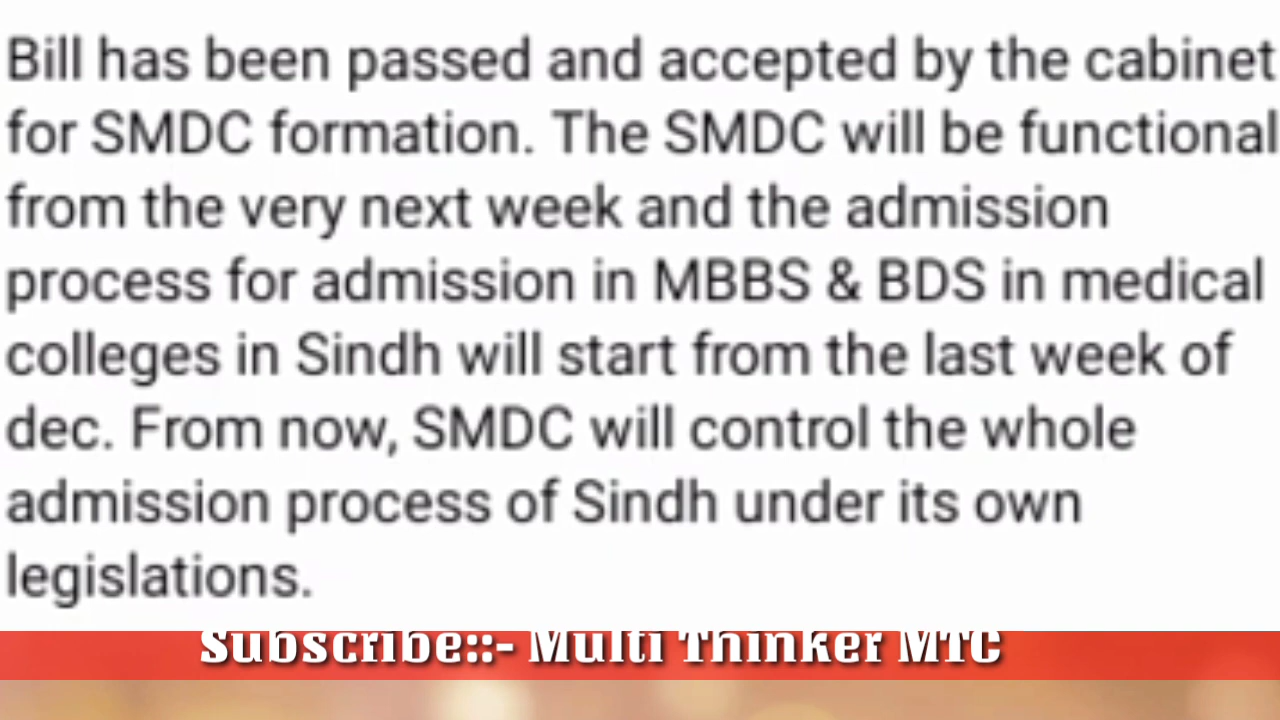 Bill has been passed and accepted by the cabinet
for SMDC formation. The SMDC will be functional
from the very next week and the admission
process for admission in MBBS & BDS in medical
colleges in Sindh will start from the last week of
dec. From now, SMDC will control the whole
admission process of Sindh under its own
legislations.
Subscribe::- Multi Thinker MTC